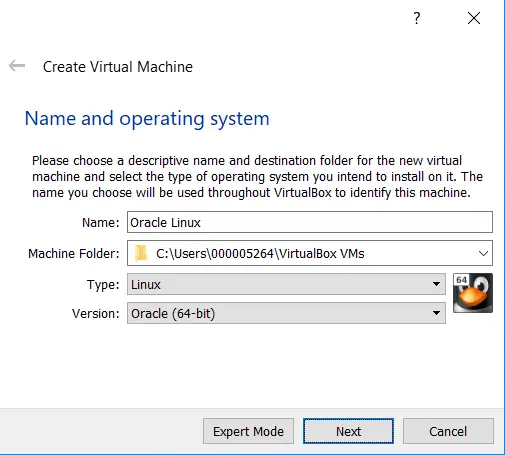 ?
Create Virtual Machine
Name and operating system
Please choose a descriptive name and destination folder for the new virtual
machine and select the type of operating system you intend to install on it. The
name you choose will be used throughout VirtualBox to identify this machine.
Name: Oracle Linux
Machine Folder: C:\Users\000005264\VirtualBox VMs
Type: Linux
64
Version: Oracle (64-bit)
Expert Mode Next Cancel